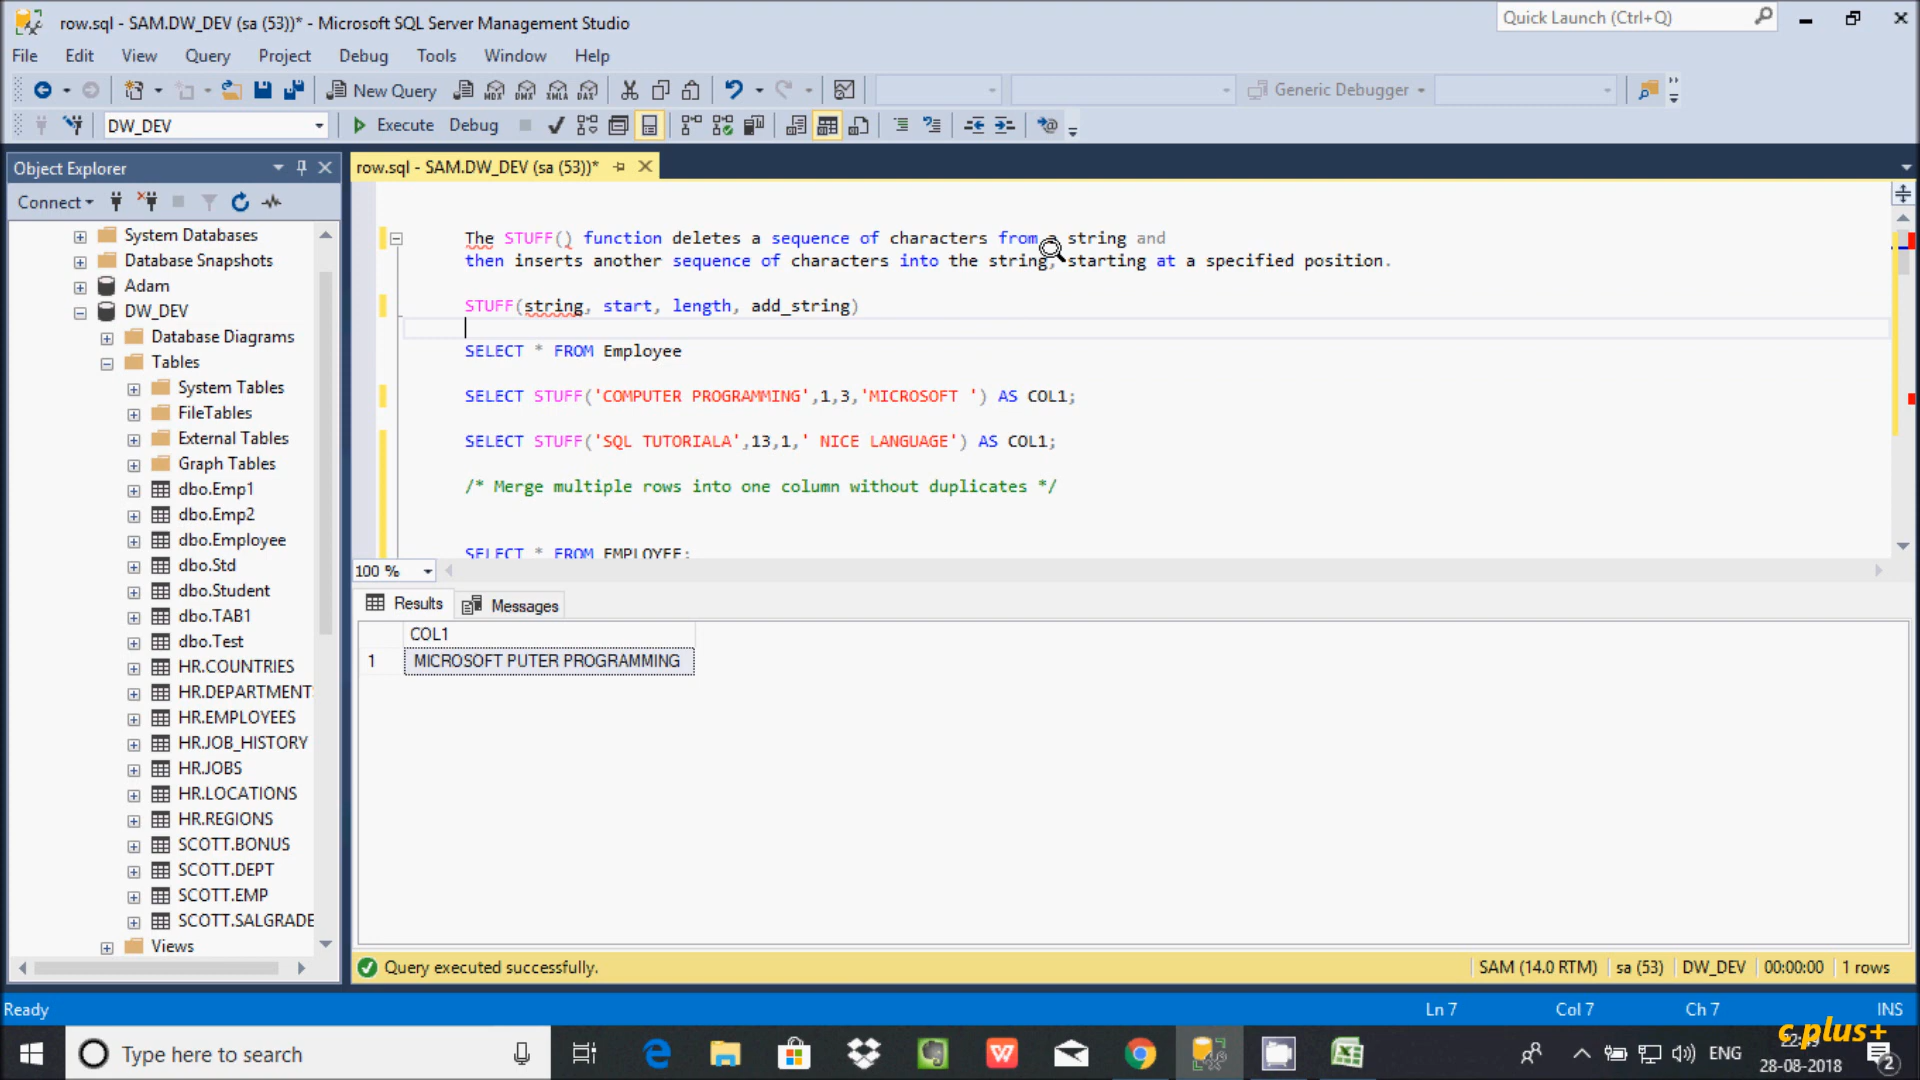 row.sql - SAM.DW_DEV (sa (53))* - Microsoft SQL Server Management Studio
Quick Launch (Ctrl+Q)
File Edit View Query Project Debug Tools Window Help
New Query
MDX DMX XMLA DAX
Generic Debugger
DW_DEV
Execute Debug
Object Explorer
Connect
System Databases
Database Snapshots
Adam
DW_DEV
Database Diagrams
Tables
System Tables
FileTables
External Tables
Graph Tables
dbo.Emp1
dbo.Emp2
dbo.Employee
dbo.Std
dbo.Student
dbo.TAB1
dbo.Test
HR.COUNTRIES
HR.DEPARTMENT
HR.EMPLOYEES
HR.JOB_HISTORY
HR.JOBS
HR.LOCATIONS
HR.REGIONS
SCOTT.BONUS
SCOTT.DEPT
SCOTT.EMP
SCOTT.SALGRADE
Views
row.sql - SAM.DW_DEV (sa (53))*
The STUFF() function deletes a sequence of characters from a string and
then inserts another sequence of characters into the string, starting at a specified position.
STUFF(string, start, length, add_string)
SELECT * FROM Employee
SELECT STUFF('COMPUTER PROGRAMMING',1,3,'MICROSOFT ') AS COL1;
SELECT STUFF('SQL TUTORIALA',13,1,' NICE LANGUAGE') AS COL1;
/* Merge multiple rows into one column without duplicates */
SELECT * FROM EMPLOYEE;
100 %
Results Messages
COL1
1 MICROSOFT PUTER PROGRAMMING
Query executed successfully.
SAM (14.0 RTM) sa (53) DW_DEV 00:00:00 1 rows
Ready
Ln 7 Col 7 Ch 7 INS
c plus+
Type here to search
ENG
28-08-2018
2